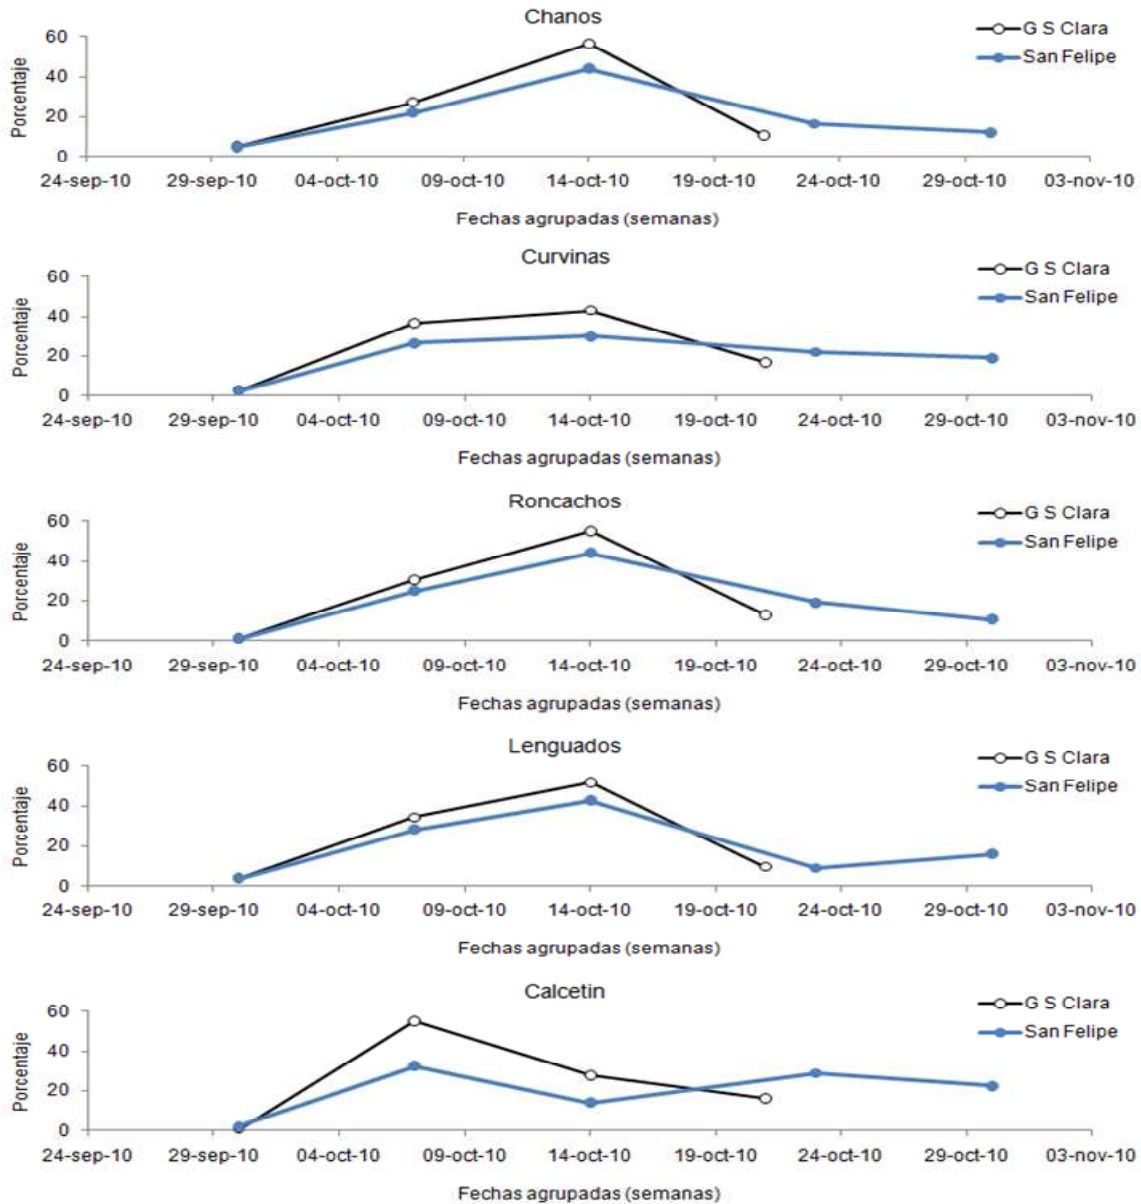 Chanos
G S Clara
San Felipe
Porcentaje
60
40
20
0
24-sep-10 29-sep-10 04-oct-10 09-oct-10 14-oct-10 19-oct-10 24-oct-10 29-oct-10 03-nov-10
Fechas agrupadas (semanas)
Curvinas
G S Clara
San Felipe
Porcentaje
60
40
20
0
24-sep-10 29-sep-10 04-oct-10 09-oct-10 14-oct-10 19-oct-10 24-oct-10 29-oct-10 03-nov-10
Fechas agrupadas (semanas)
Roncachos
G S Clara
San Felipe
Porcentaje
60
40
20
0
24-sep-10 29-sep-10 04-oct-10 09-oct-10 14-oct-10 19-oct-10 24-oct-10 29-oct-10 03-nov-10
Fechas agrupadas (semanas)
Lenguados
G S Clara
San Felipe
Porcentaje
60
40
20
0
24-sep-10 29-sep-10 04-oct-10 09-oct-10 14-oct-10 19-oct-10 24-oct-10 29-oct-10 03-nov-10
Fechas agrupadas (semanas)
Calcetin
G S Clara
San Felipe
Porcentaje
60
40
20
0
24-sep-10 29-sep-10 04-oct-10 09-oct-10 14-oct-10 19-oct-10 24-oct-10 29-oct-10 03-nov-10
Fechas agrupadas (semanas)